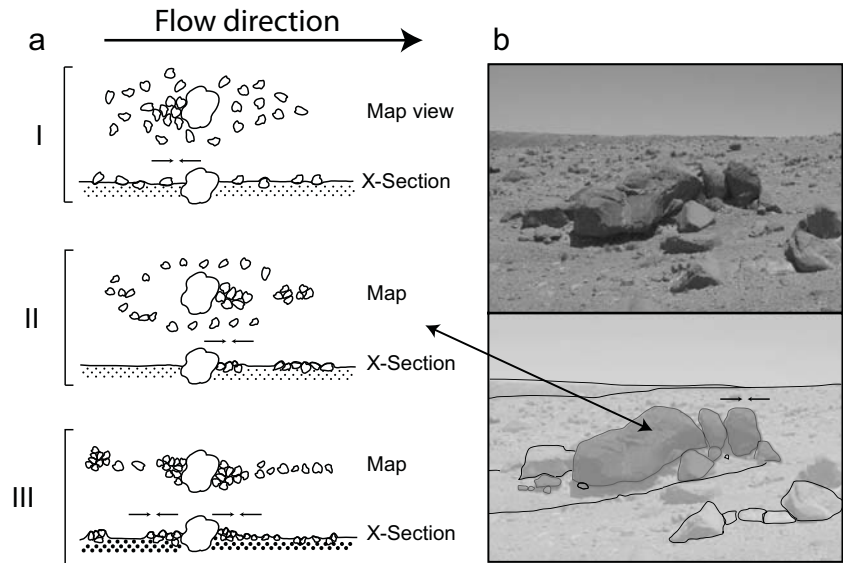 Flow direction
a
b
I
Map view
X-Section
II
Map
X-Section
III
Map
X-Section